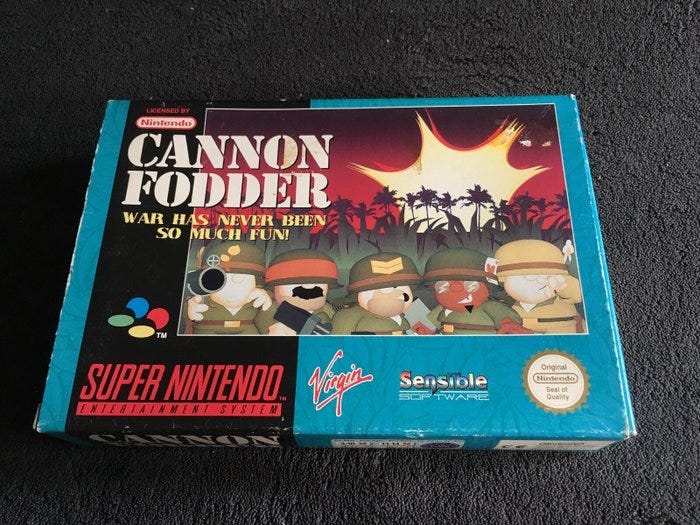 LICENSED BY
Nintendo
CANNON
FODDER
WAR HAS NEVER BEEN
SO MUCH FUN!
TM
SUPER NINTENDO
TM
ENTERTAINMENT SYSTEM
Virgin
Sensible
SOFTWARE
Original
Nintendo
Seal of
Quality
CANNON